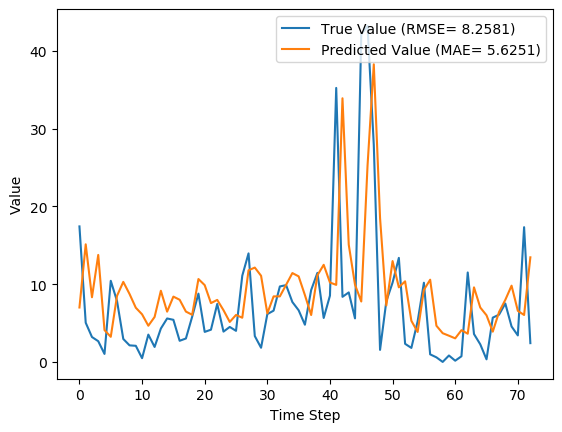 True Value (RMSE= 8.2581)
Predicted Value (MAE= 5.6251)
40
30
20
10
0
Value
0 10 20 30 40 50 60 70
Time Step